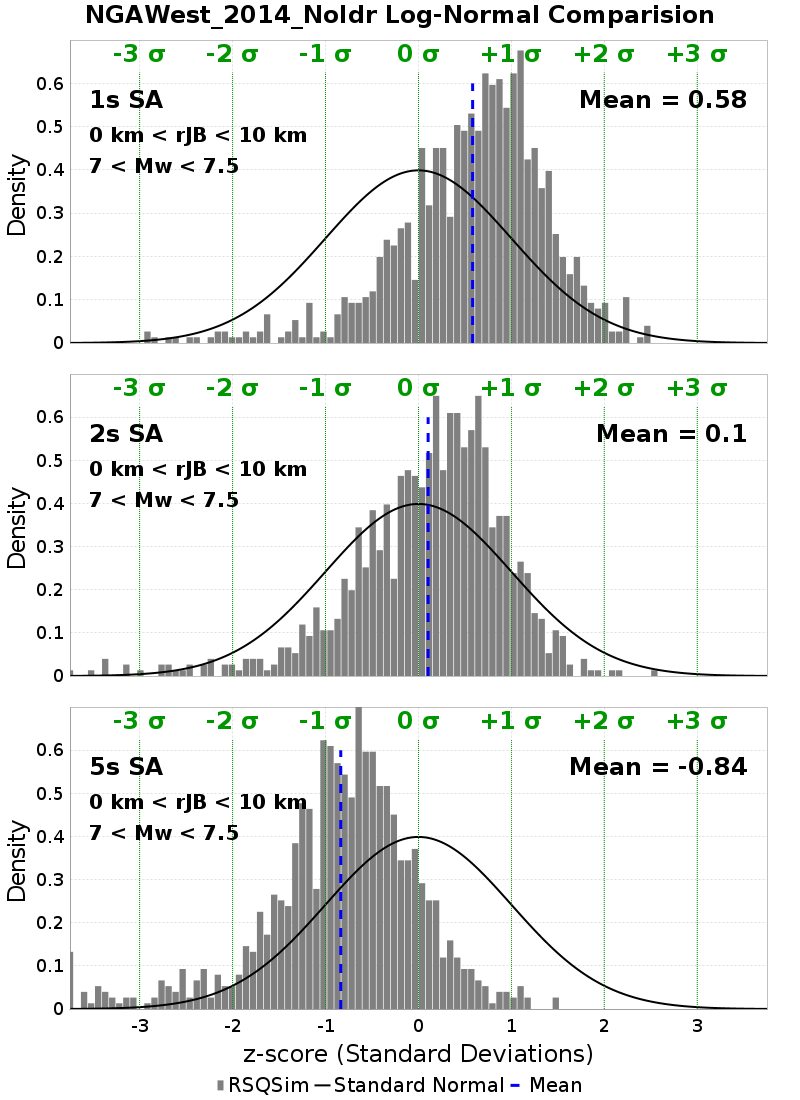 NGAWest_2014_NoIdr Log-Normal Comparision
-3 σ -2 σ -1 σ 0 σ +1 σ +2 σ +3 σ
1s SA Mean = 0.58
0 km < rJB < 10 km
7 < Mw < 7.5
Density
0.6
0.5
0.4
0.3
0.2
0.1
0
-3 σ -2 σ -1 σ 0 σ +1 σ +2 σ +3 σ
2s SA Mean = 0.1
0 km < rJB < 10 km
7 < Mw < 7.5
Density
0.6
0.5
0.4
0.3
0.2
0.1
0
-3 σ -2 σ -1 σ 0 σ +1 σ +2 σ +3 σ
5s SA Mean = -0.84
0 km < rJB < 10 km
7 < Mw < 7.5
Density
0.6
0.5
0.4
0.3
0.2
0.1
0
-3 -2 -1 0 1 2 3
z-score (Standard Deviations)
RSQSim Standard Normal Mean